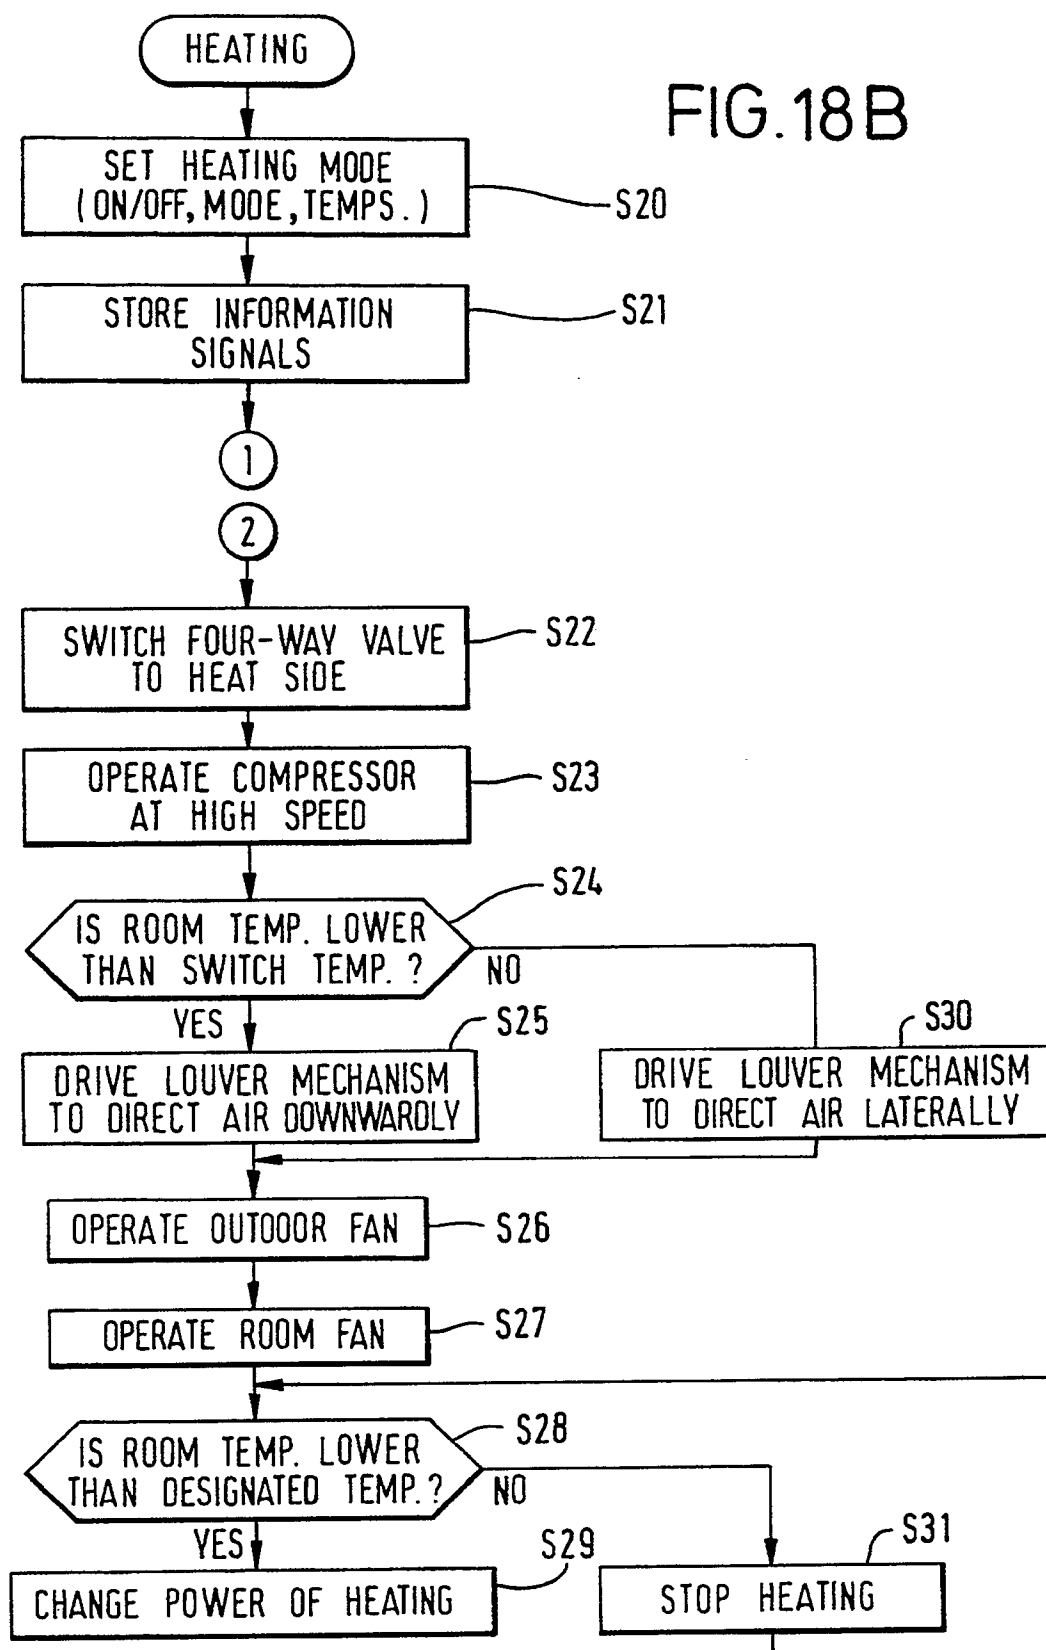 HEATING
FIG.18B
SET HEATING MODE
(ON/OFF, MODE, TEMPS.)
S20
STORE INFORMATION
SIGNALS
S21
1
2
SWITCH FOUR-WAY VALVE
TO HEAT SIDE
S22
OPERATE COMPRESSOR
AT HIGH SPEED
S23
IS ROOM TEMP. LOWER
THAN SWITCH TEMP. ?
S24
NO
YES
DRIVE LOUVER MECHANISM
TO DIRECT AIR DOWNWARDLY
S25
DRIVE LOUVER MECHANISM
TO DIRECT AIR LATERALLY
S30
OPERATE OUTDOOR FAN
S26
OPERATE ROOM FAN
S27
IS ROOM TEMP. LOWER
THAN DESIGNATED TEMP. ?
S28
NO
YES
CHANGE POWER OF HEATING
S29
STOP HEATING
S31